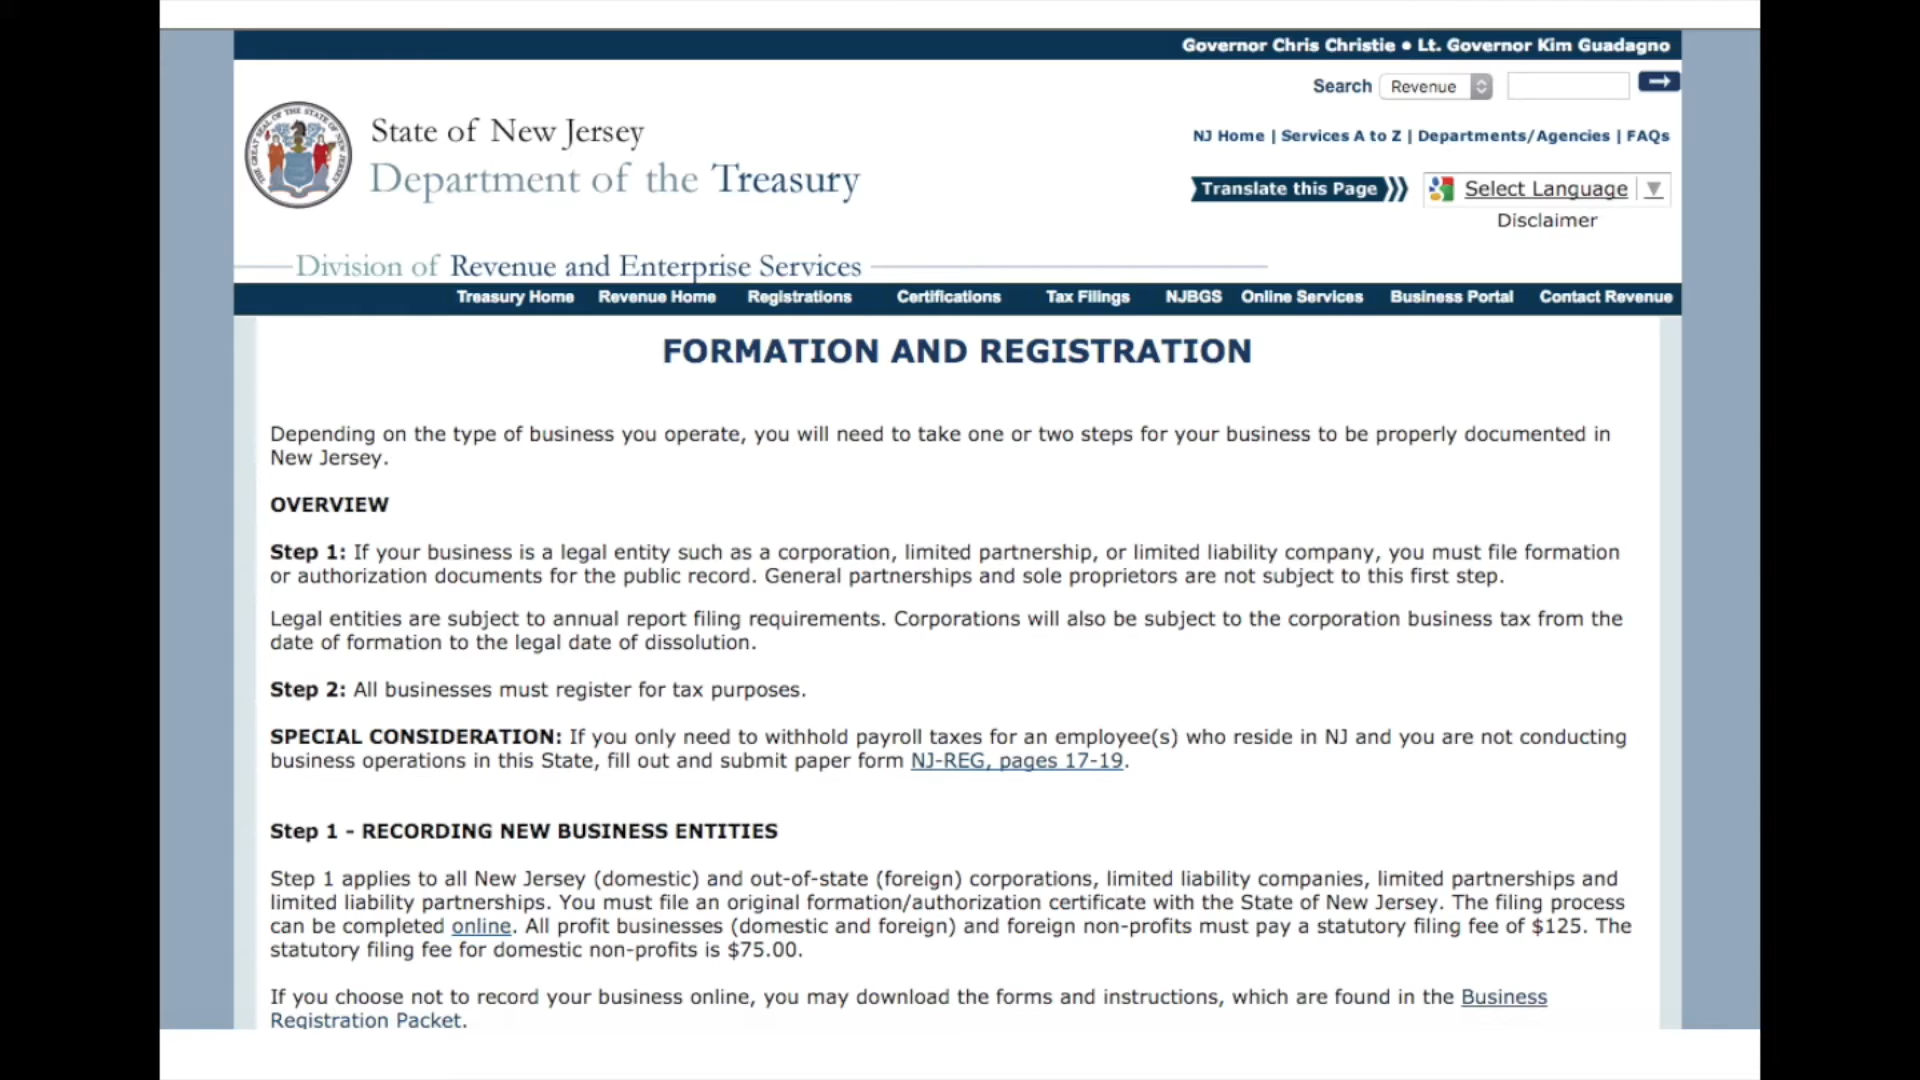 Governor Chris Christie • Lt. Governor Kim Guadagno
Search Revenue
State of New Jersey
Department of the Treasury
NJ Home | Services A to Z | Departments/Agencies | FAQs
Translate this Page Select Language ▼
Disclaimer
Division of Revenue and Enterprise Services
Treasury Home Revenue Home Registrations Certifications Tax Filings NJBGS Online Services Business Portal Contact Revenue
FORMATION AND REGISTRATION
Depending on the type of business you operate, you will need to take one or two steps for your business to be properly documented in
New Jersey.
OVERVIEW
Step 1: If your business is a legal entity such as a corporation, limited partnership, or limited liability company, you must file formation
or authorization documents for the public record. General partnerships and sole proprietors are not subject to this first step.
Legal entities are subject to annual report filing requirements. Corporations will also be subject to the corporation business tax from the
date of formation to the legal date of dissolution.
Step 2: All businesses must register for tax purposes.
SPECIAL CONSIDERATION: If you only need to withhold payroll taxes for an employee(s) who reside in NJ and you are not conducting
business operations in this State, fill out and submit paper form NJ-REG, pages 17-19.
Step 1 - RECORDING NEW BUSINESS ENTITIES
Step 1 applies to all New Jersey (domestic) and out-of-state (foreign) corporations, limited liability companies, limited partnerships and
limited liability partnerships. You must file an original formation/authorization certificate with the State of New Jersey. The filing process
can be completed online. All profit businesses (domestic and foreign) and foreign non-profits must pay a statutory filing fee of $125. The
statutory filing fee for domestic non-profits is $75.00.
If you choose not to record your business online, you may download the forms and instructions, which are found in the Business
Registration Packet.